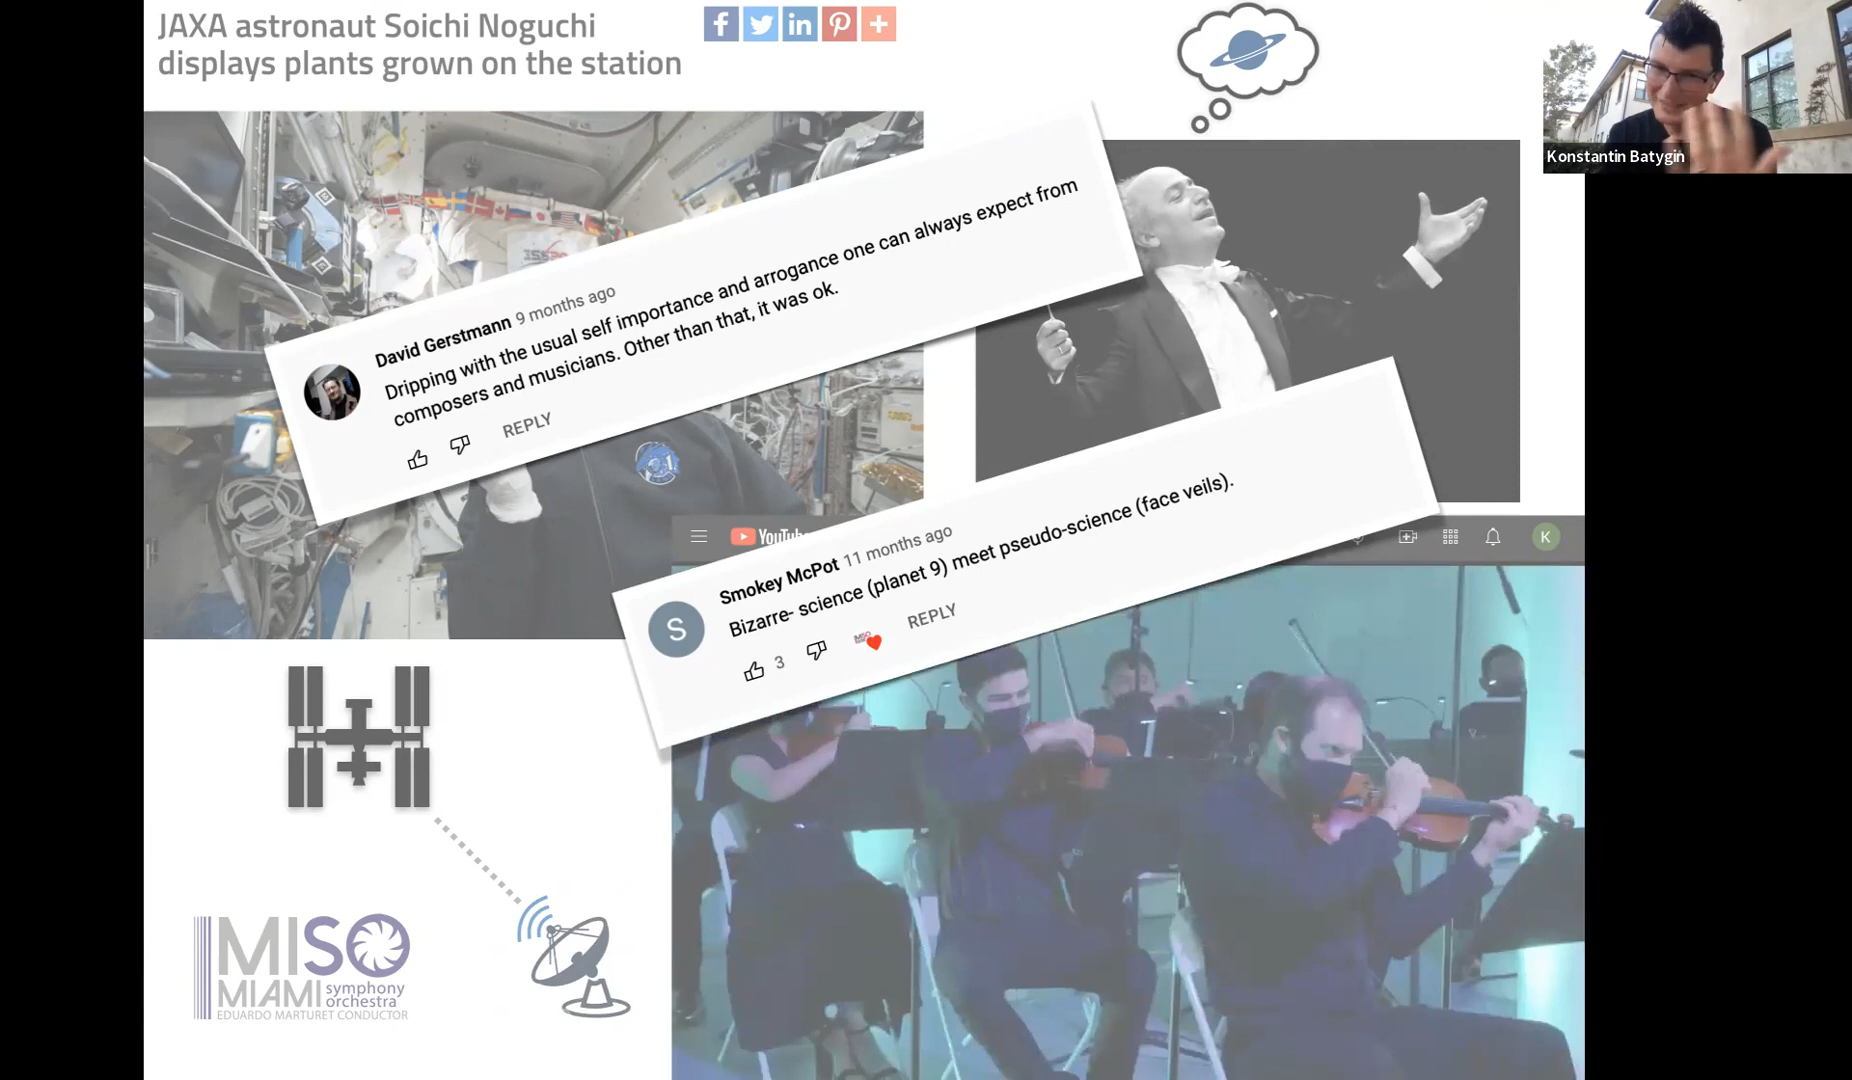 JAXA astronaut Soichi Noguchi
displays plants grown on the station
Konstantin Batygin
David Gerstmann 9 months ago
Dripping with the usual self importance and arrogance one can always expect from
composers and musicians. Other than that, it was ok.
REPLY
YouTube
K
Smokey McPot 11 months ago
Bizarre- science (planet 9) meet pseudo-science (face veils).
S
3
REPLY
MISO
MIAMI symphony
orchestra
EDUARDO MARTURET CONDUCTOR